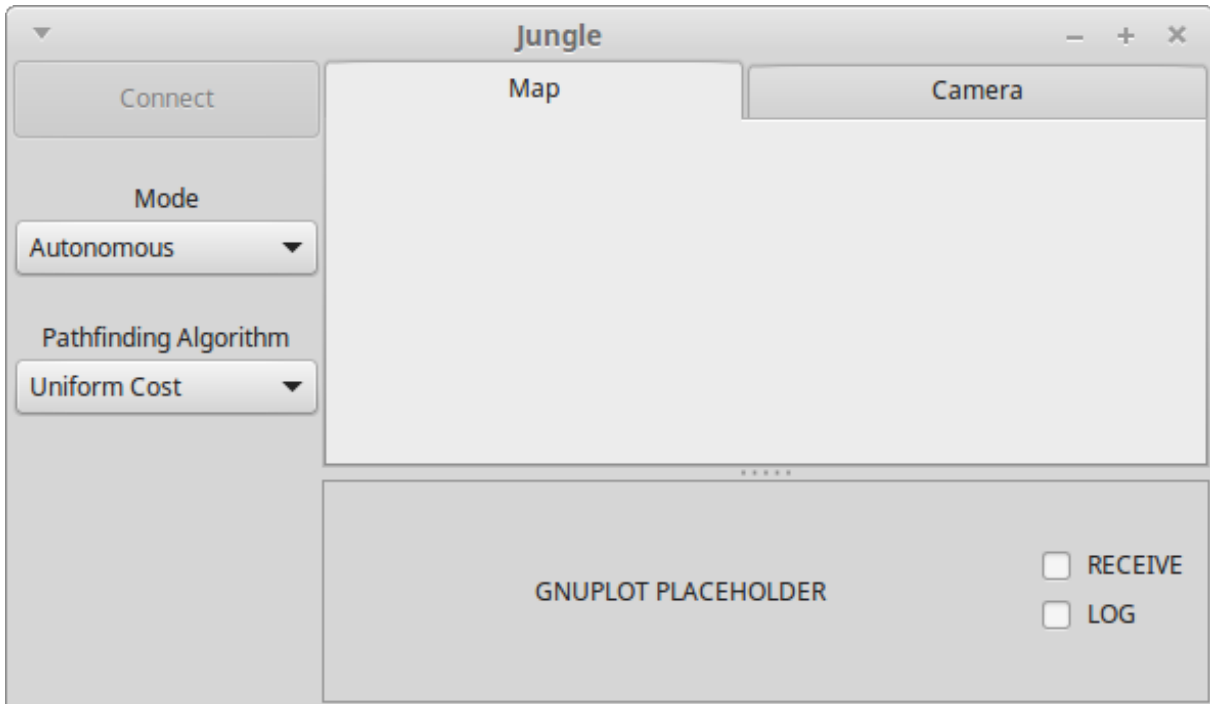 Jungle
Connect
Map
Camera
Mode
Autonomous
Pathfinding Algorithm
Uniform Cost
GNUPLOT PLACEHOLDER
RECEIVE
LOG